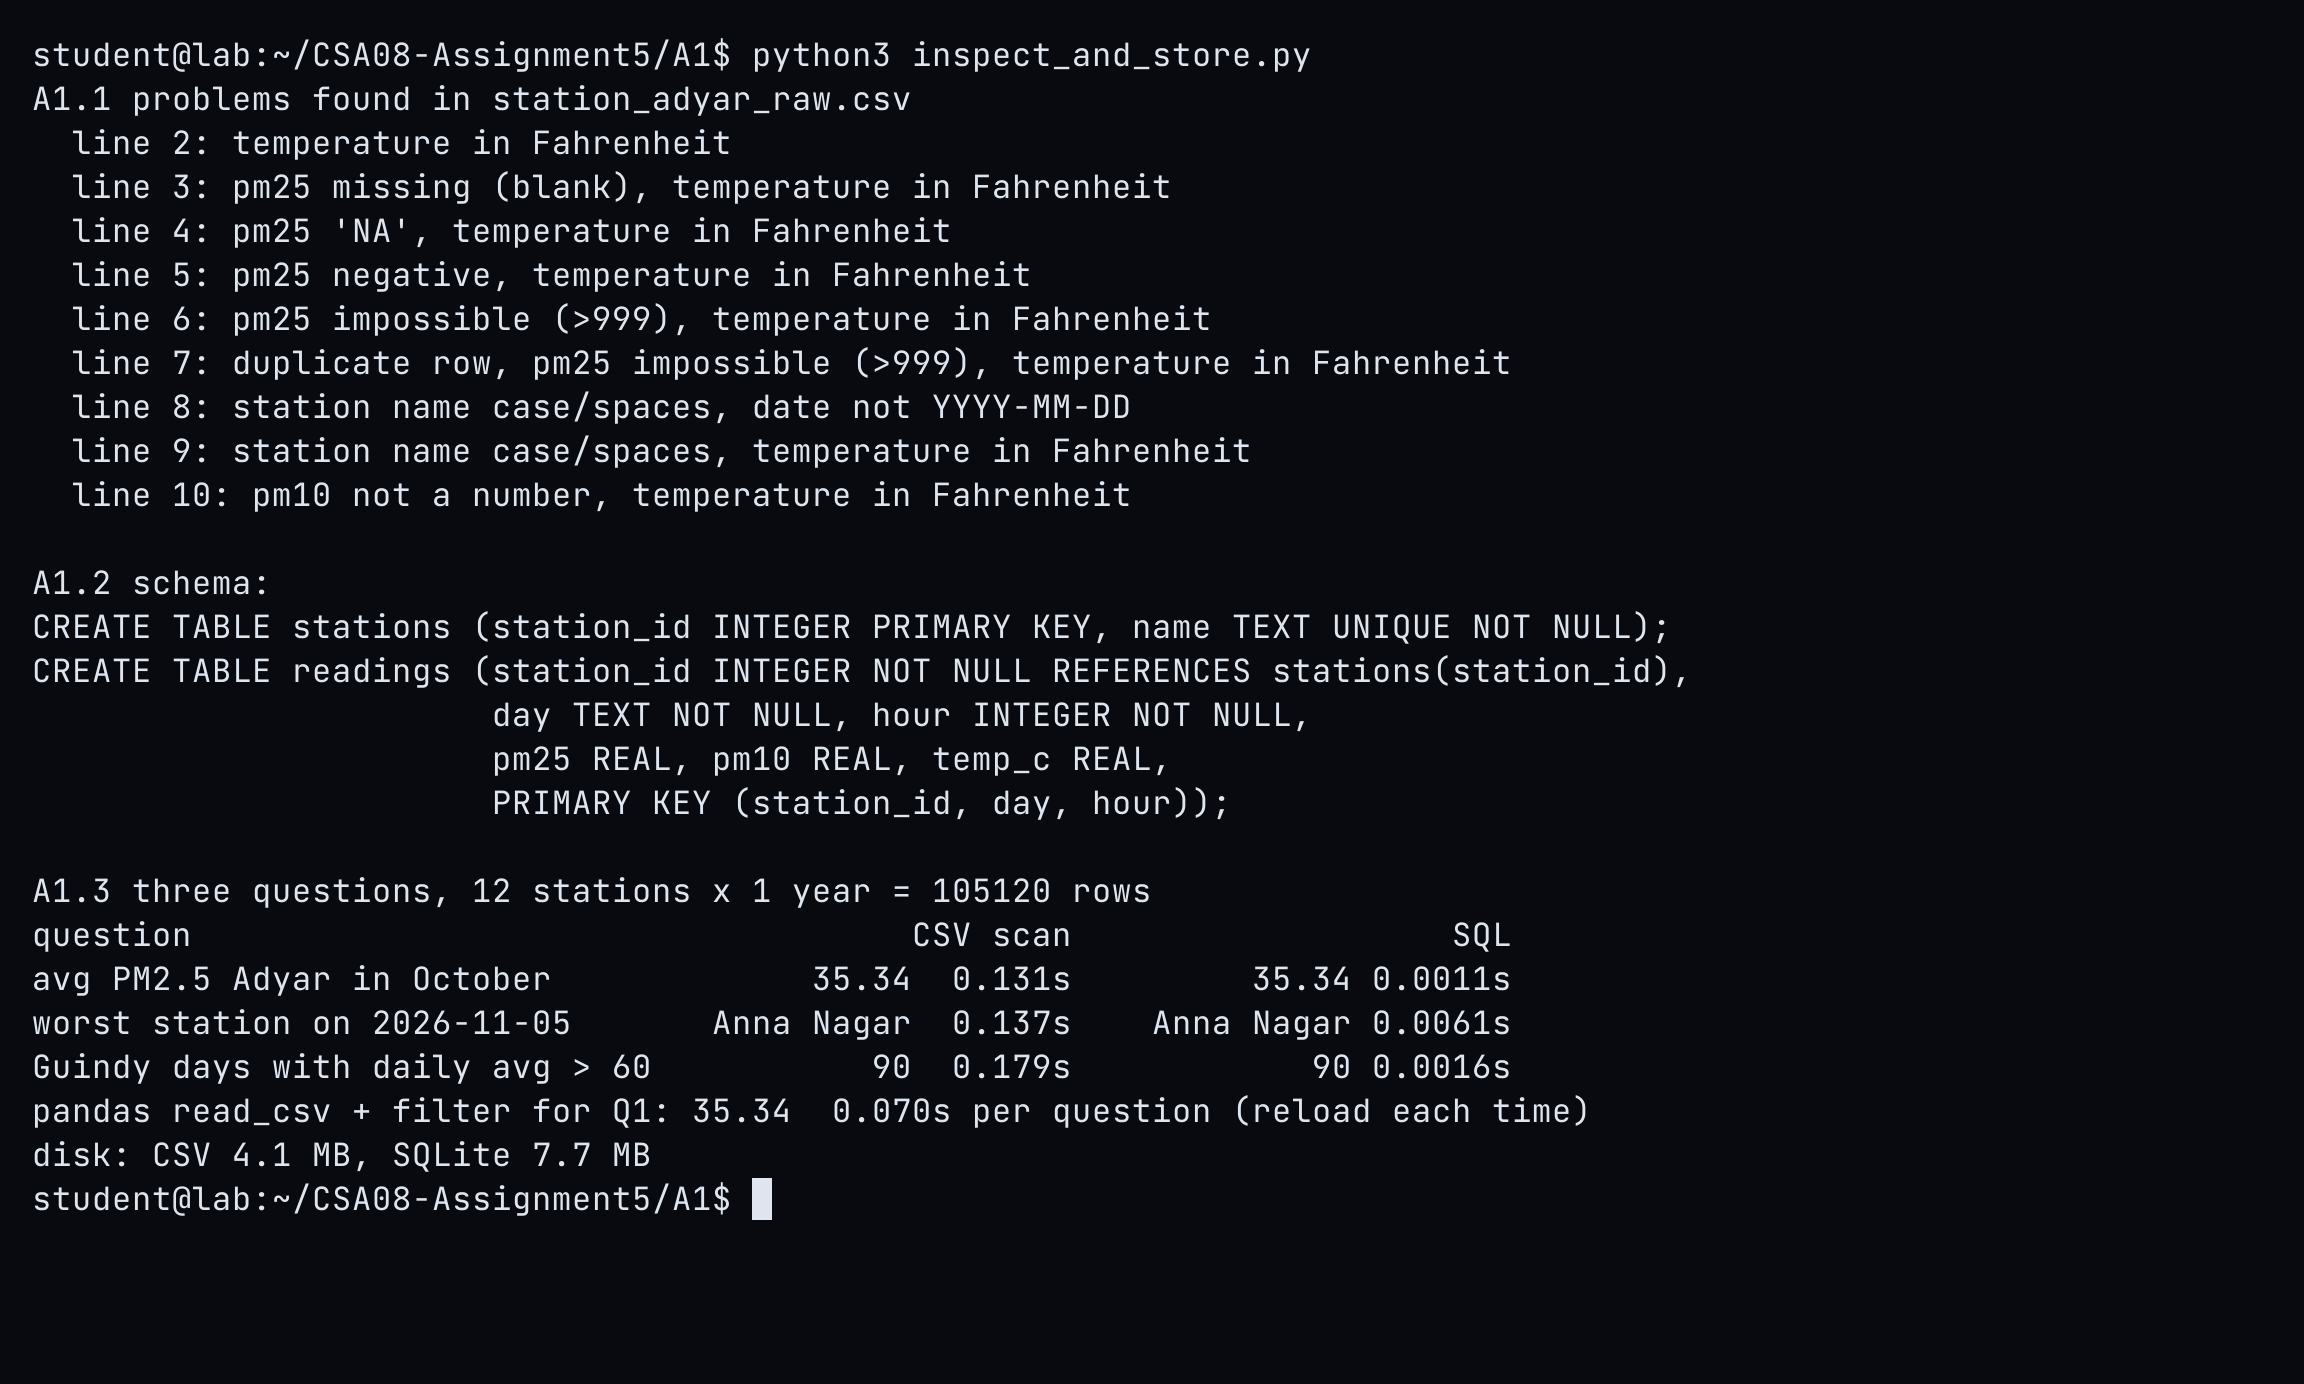 student@lab:~/CSA08-Assignment5/A1$ python3 inspect_and_store.py
A1.1 problems found in station_adyar_raw.csv
  line 2: temperature in Fahrenheit
  line 3: pm25 missing (blank), temperature in Fahrenheit
  line 4: pm25 'NA', temperature in Fahrenheit
  line 5: pm25 negative, temperature in Fahrenheit
  line 6: pm25 impossible (>999), temperature in Fahrenheit
  line 7: duplicate row, pm25 impossible (>999), temperature in Fahrenheit
  line 8: station name case/spaces, date not YYYY-MM-DD
  line 9: station name case/spaces, temperature in Fahrenheit
  line 10: pm10 not a number, temperature in Fahrenheit

A1.2 schema:
CREATE TABLE stations (station_id INTEGER PRIMARY KEY, name TEXT UNIQUE NOT NULL);
CREATE TABLE readings (station_id INTEGER NOT NULL REFERENCES stations(station_id),
                       day TEXT NOT NULL, hour INTEGER NOT NULL,
                       pm25 REAL, pm10 REAL, temp_c REAL,
                       PRIMARY KEY (station_id, day, hour));

A1.3 three questions, 12 stations x 1 year = 105120 rows
question                                    CSV scan                   SQL
avg PM2.5 Adyar in October             35.34  0.131s         35.34 0.0011s
worst station on 2026-11-05       Anna Nagar  0.137s    Anna Nagar 0.0061s
Guindy days with daily avg > 60           90  0.179s            90 0.0016s
pandas read_csv + filter for Q1: 35.34  0.070s per question (reload each time)
disk: CSV 4.1 MB, SQLite 7.7 MB
student@lab:~/CSA08-Assignment5/A1$